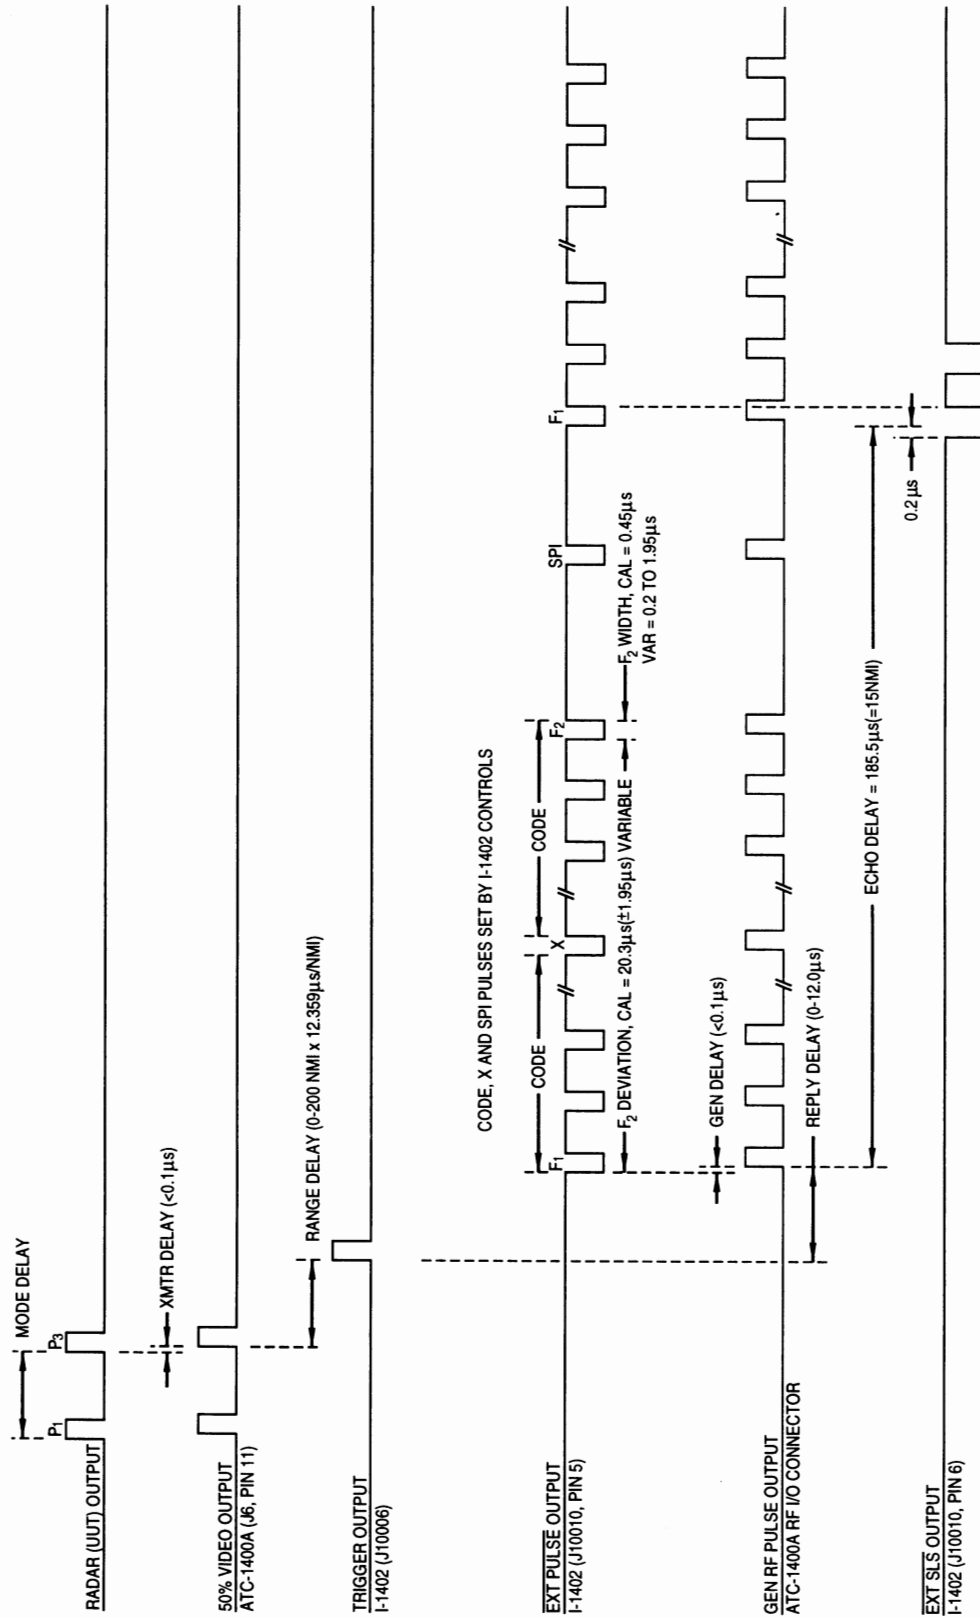 MODE DELAY
P1
P3
RADAR (UUT) OUTPUT
XMTR DELAY (<0.1µs)
50% VIDEO OUTPUT
ATC-1400A (J6, PIN 11)
RANGE DELAY (0-200 NMI x 12.359µs/NMI)
TRIGGER OUTPUT
I-1402 (J10006)
CODE, X AND SPI PULSES SET BY I-1402 CONTROLS
CODE
CODE
F1
X
F2
SPI
F1
EXT PULSE OUTPUT
I-1402 (J10010, PIN 5)
F2 DEVIATION, CAL = 20.3µs(±1.95µs) VARIABLE
F2 WIDTH, CAL = 0.45µs
VAR = 0.2 TO 1.95µs
GEN DELAY (<0.1µs)
GEN RF PULSE OUTPUT
ATC-1400A RF I/O CONNECTOR
REPLY DELAY (0-12.0µs)
ECHO DELAY = 185.5µs(=15NMI)
0.2µs
EXT SLS OUTPUT
I-1402 (J10010, PIN 6)